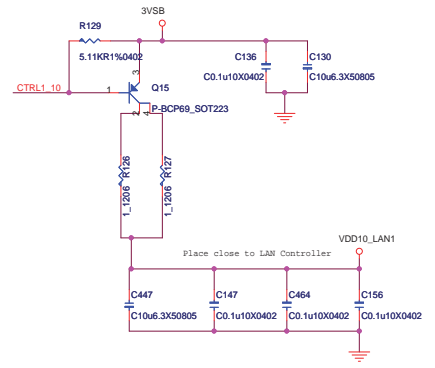 3VSB
R129
5.11KR1%0402
C136
C0.1u10X0402
C130
C10u6.3X50805
CTRL1_10
1
3
Q15
P-BCP69_SOT223
2
4
R126
1_1206
R127
1_1206
Place close to LAN Controller
VDD10_LAN1
C447
C10u6.3X50805
C147
C0.1u10X0402
C464
C0.1u10X0402
C156
C0.1u10X0402